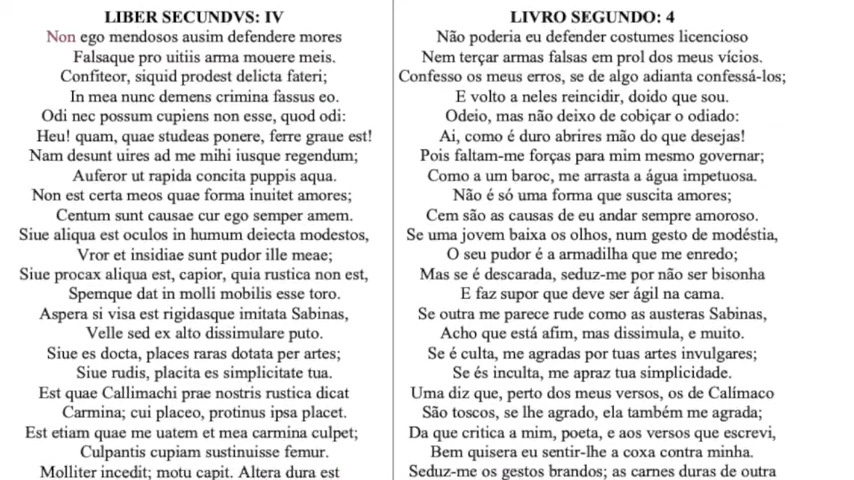 LIBER SECUNDVS: IV
Non ego mendosos ausim defendere mores
Falsaque pro uitiis arma mouere meis.
Confiteor, siquid prodest delicta fateri;
In mea nunc demens crimina fassus eo.
Odi nec possum cupiens non esse, quod odi:
Heu! quam, quae studeas ponere, ferre graue est!
Nam desunt uires ad me mihi iusque regendum;
Auferor ut rapida concita puppis aqua.
Non est certa meos quae forma inuitet amores;
Centum sunt causae cur ego semper amem.
Siue aliqua est oculos in humum deiecta modestos,
Vror et insidiae sunt pudor ille meae;
Siue procax aliqua est, capior, quia rustica non est,
Spemque dat in molli mobilis esse toro.
Aspera si visa est rigidasque imitata Sabinas,
Velle sed ex alto dissimulare puto.
Siue es docta, places raras dotata per artes;
Siue rudis, placita es simplicitate tua.
Est quae Callimachi prae nostris rustica dicat
Carmina; cui placeo, protinus ipsa placet.
Est etiam quae me uatem et mea carmina culpet;
Culpantis cupiam sustinuisse femur.
Molliter incedit; motu capit. Altera dura est
LIVRO SEGUNDO: 4
Não poderia eu defender costumes licencioso
Nem terçar armas falsas em prol dos meus vícios.
Confesso os meus erros, se de algo adianta confessá-los;
E volto a neles reincidir, doido que sou.
Odeio, mas não deixo de cobiçar o odiado:
Ai, como é duro abrires mão do que desejas!
Pois faltam-me forças para mim mesmo governar;
Como a um baroc, me arrasta a água impetuosa.
Não é só uma forma que suscita amores;
Cem são as causas de eu andar sempre amoroso.
Se uma jovem baixa os olhos, num gesto de modéstia,
O seu pudor é a armadilha que me enredo;
Mas se é descarada, seduz-me por não ser bisonha
E faz supor que deve ser ágil na cama.
Se outra me parece rude como as austeras Sabinas,
Acho que está afim, mas dissimula, e muito.
Se é culta, me agradas por tuas artes invulgares;
Se és inculta, me apraz tua simplicidade.
Uma diz que, perto dos meus versos, os de Calímaco
São toscos, se lhe agrado, ela também me agrada;
Da que critica a mim, poeta, e aos versos que escrevi,
Bem quisera eu sentir-lhe a coxa contra minha.
Seduz-me os gestos brandos; as carnes duras de outra